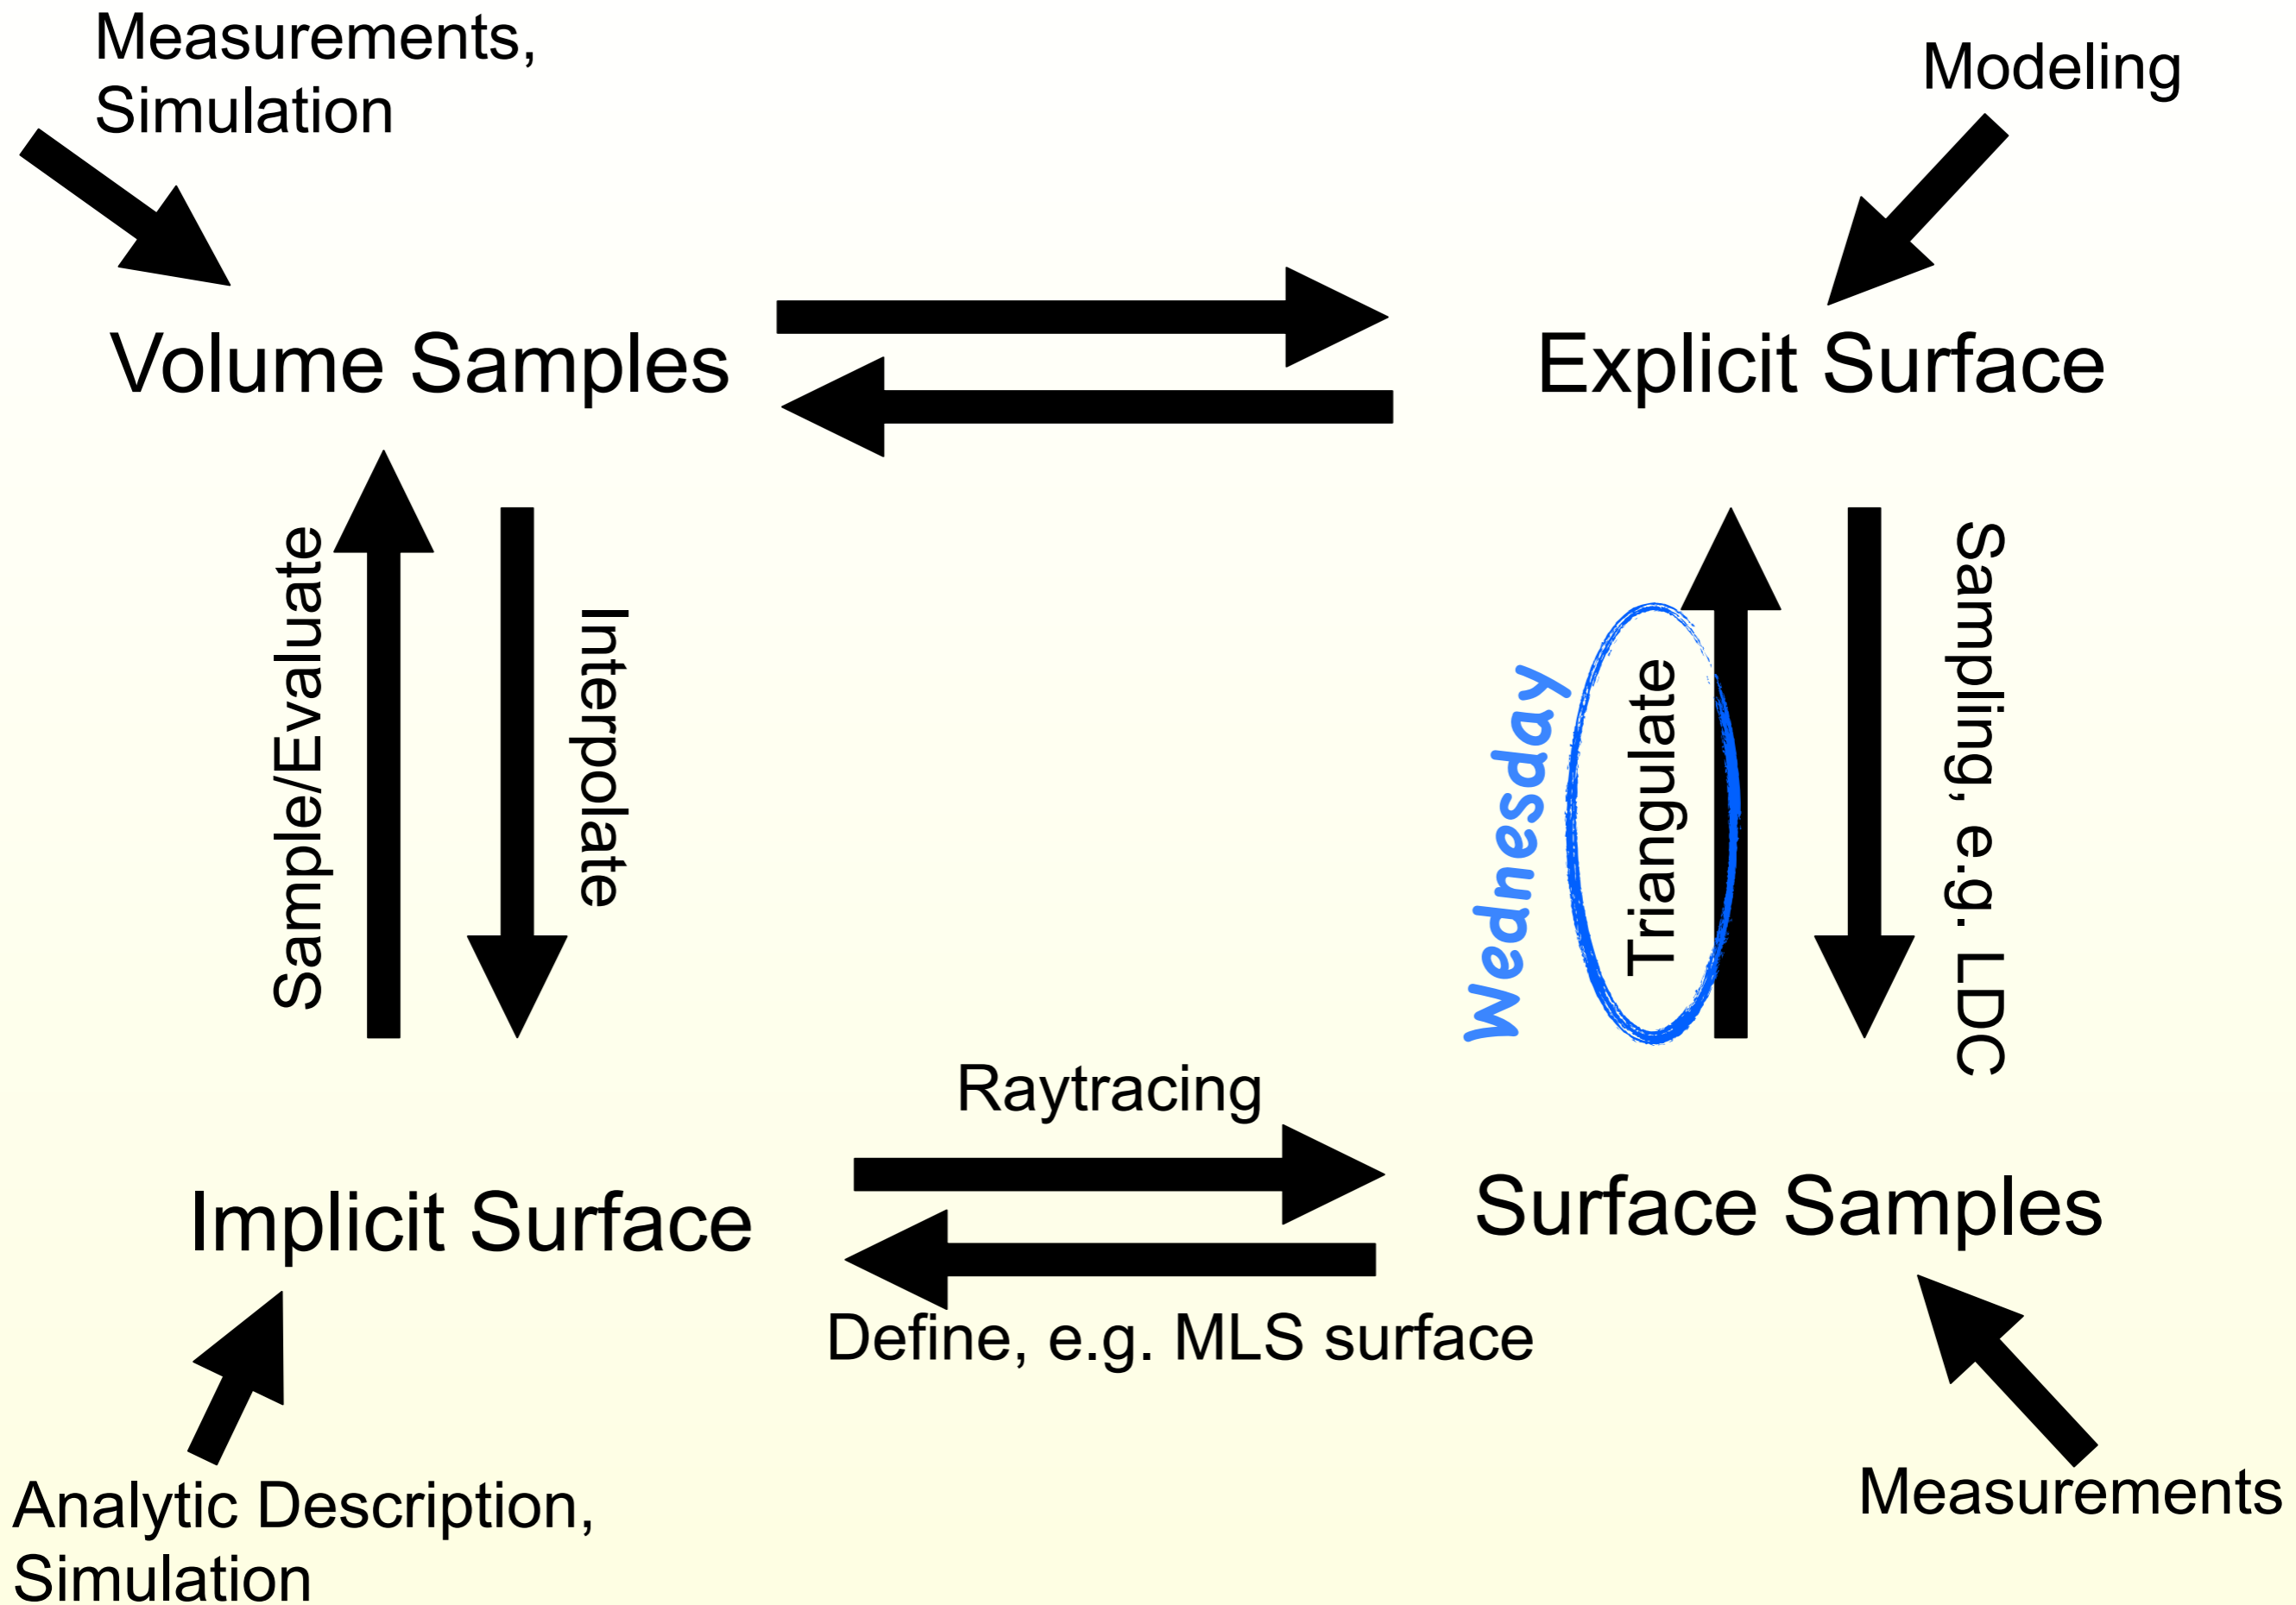 Measurements,
Simulation
Modeling
Volume Samples
Explicit Surface
Sample/Evaluate
Interpolate
Wednesday
Triangulate
Sampling, e.g. LDC
Raytracing
Implicit Surface
Surface Samples
Define, e.g. MLS surface
Analytic Description,
Simulation
Measurements